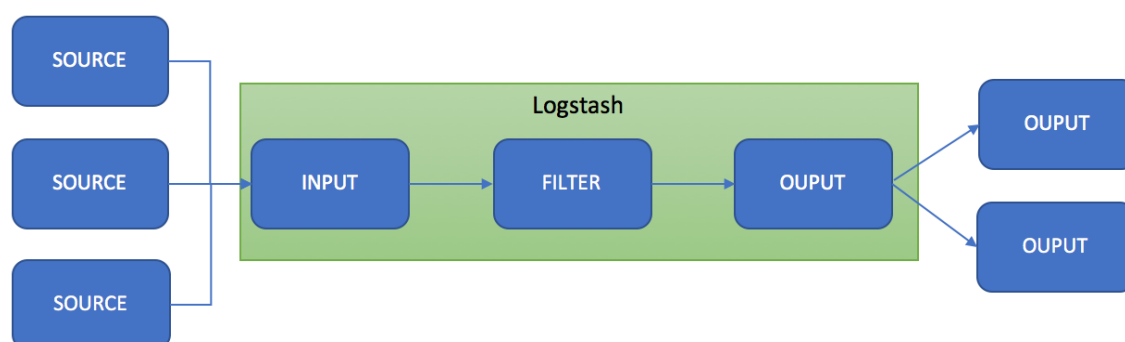 SOURCE
SOURCE
SOURCE
Logstash
INPUT
FILTER
OUPUT
OUPUT
OUPUT